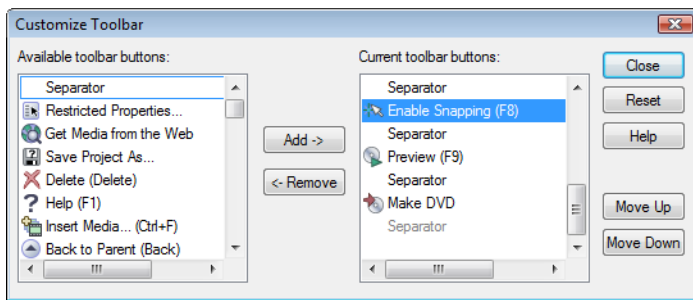 Customize Toolbar
Available toolbar buttons:
Separator
Restricted Properties...
Get Media from the Web
Save Project As...
Delete (Delete)
Help (F1)
Insert Media... (Ctrl+F)
Back to Parent (Back)
Add ->
<- Remove
Current toolbar buttons:
Separator
Enable Snapping (F8)
Separator
Preview (F9)
Separator
Make DVD
Separator
Close
Reset
Help
Move Up
Move Down